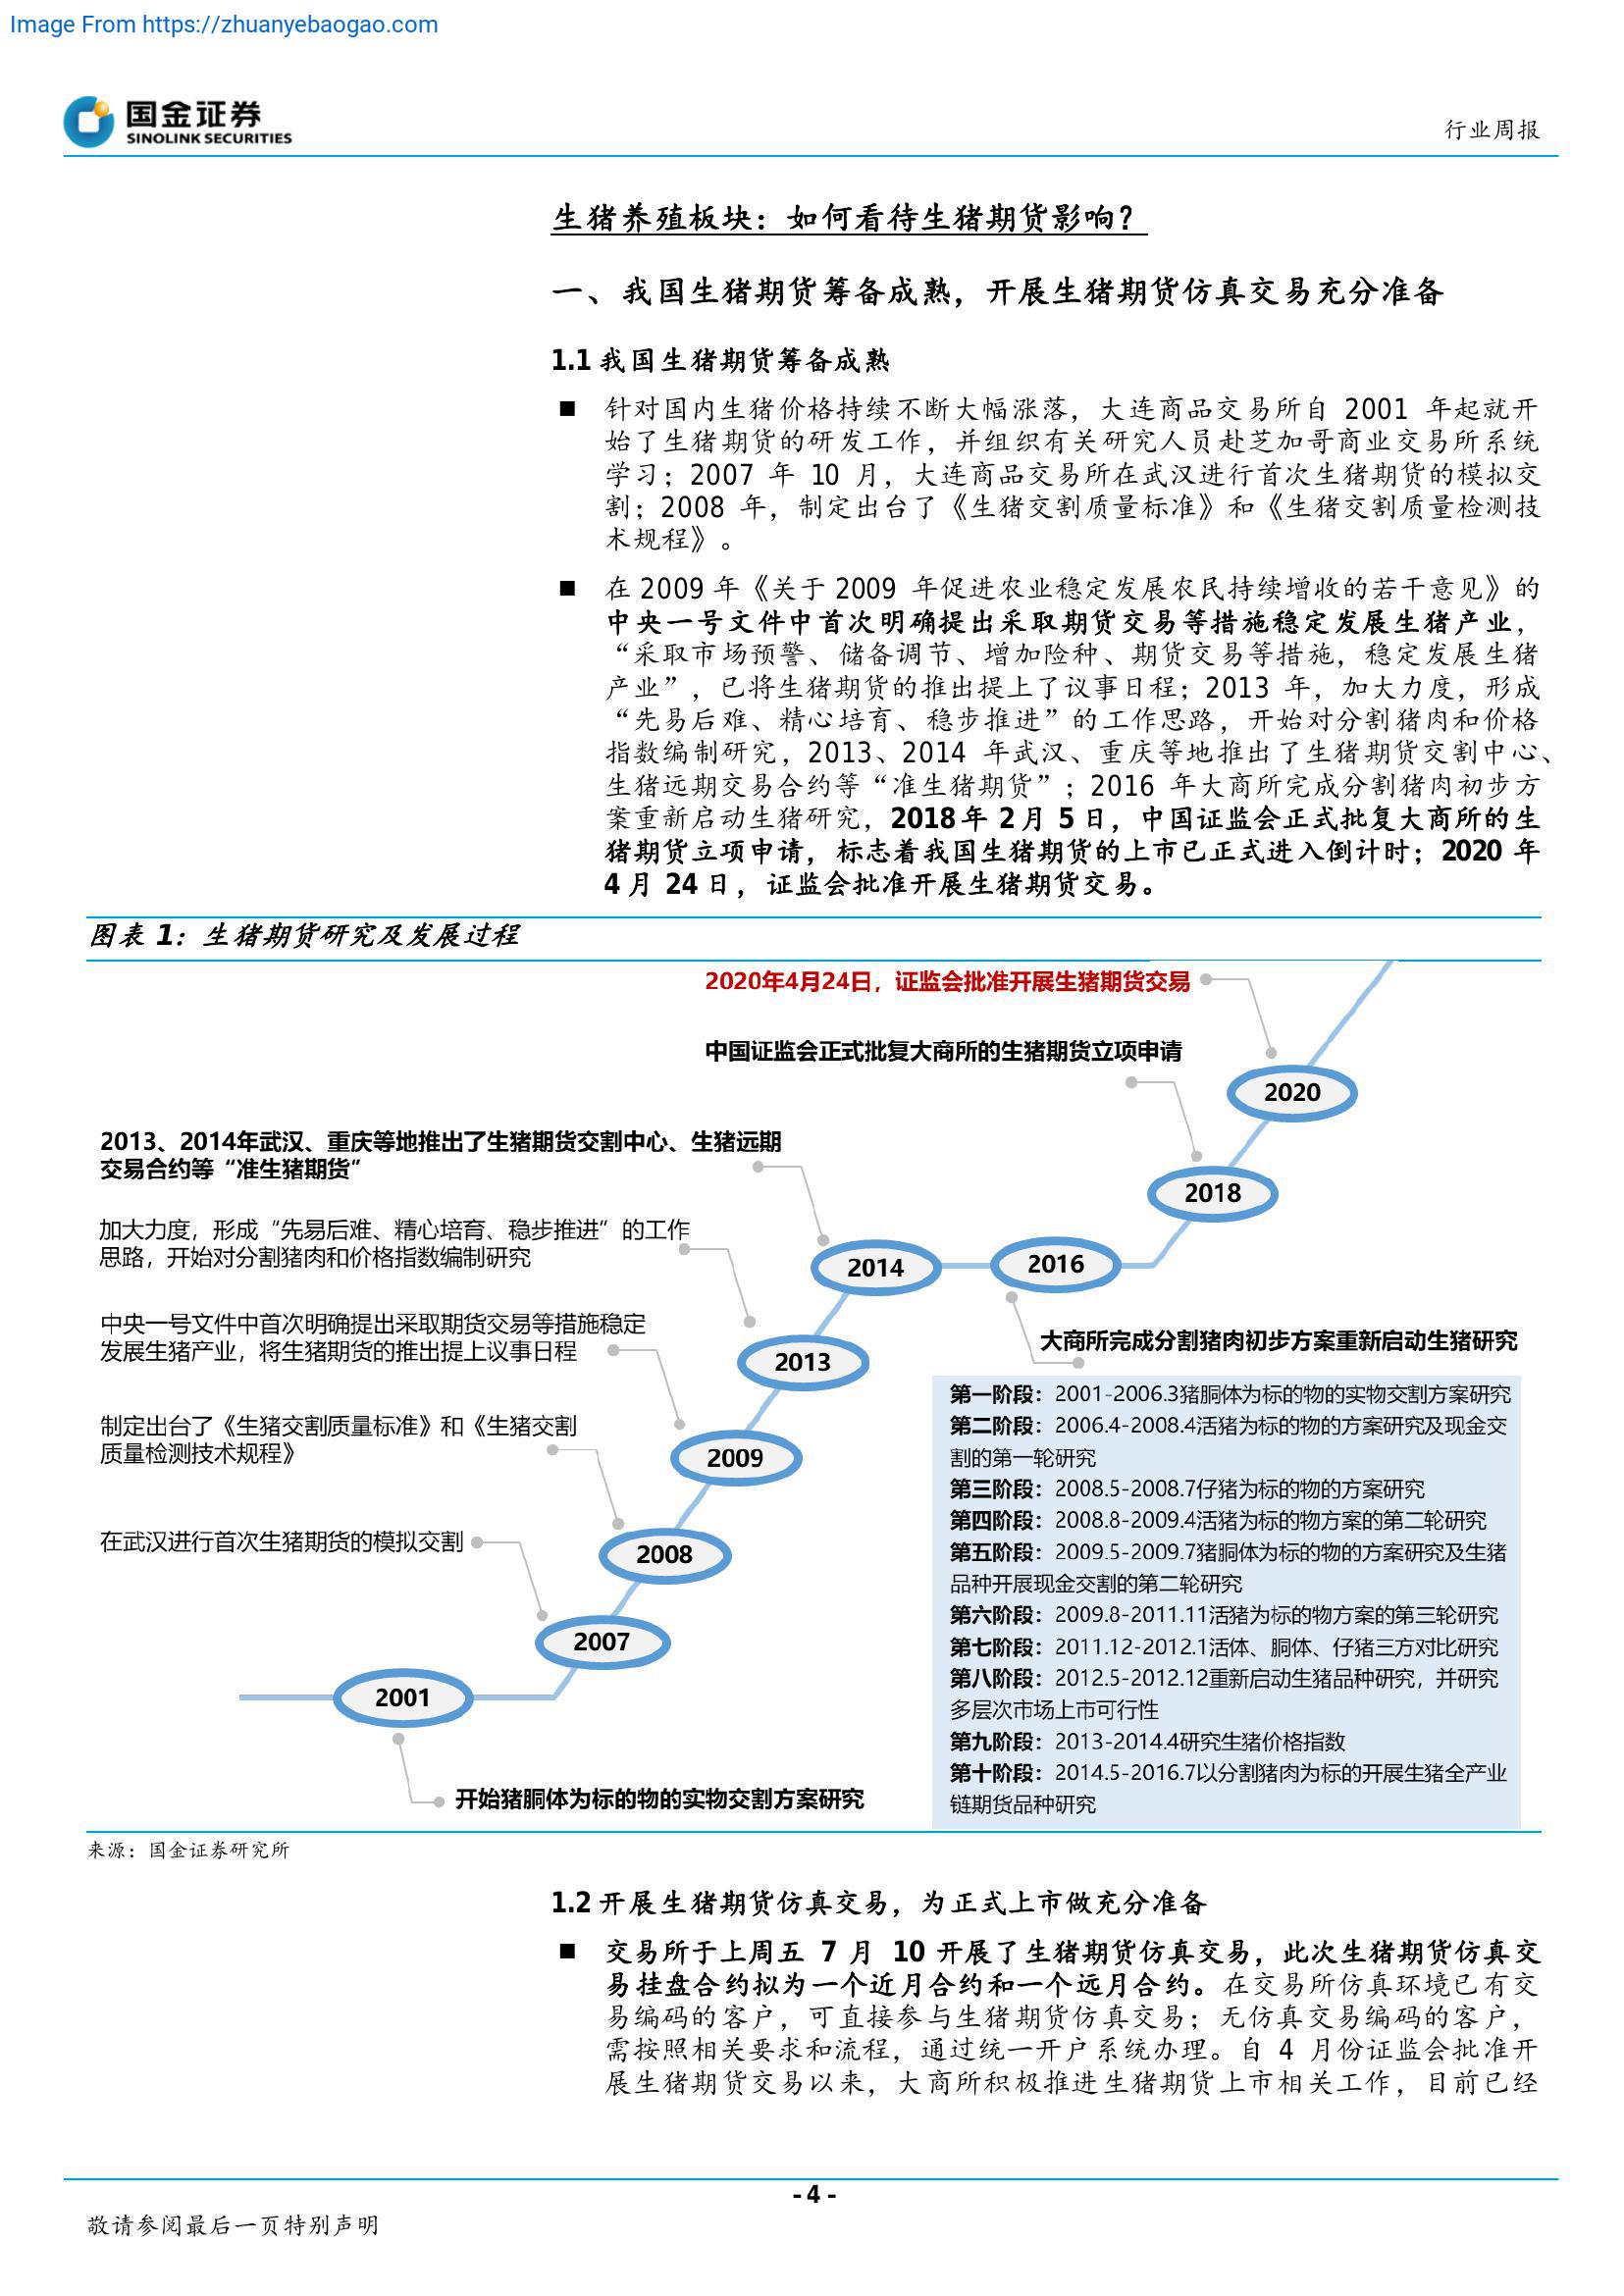 Image From https://zhuanyebaogao.com
国金证券
SINOLINK SECURITIES
行业周报
生猪养殖板块：如何看待生猪期货影响？
一、我国生猪期货筹备成熟，开展生猪期货仿真交易充分准备
1.1 我国生猪期货筹备成熟
■ 针对国内生猪价格持续不断大幅涨落，大连商品交易所自 2001 年起就开
始了生猪期货的研发工作，并组织有关研究人员赴芝加哥商业交易所系统
学习；2007 年 10 月，大连商品交易所在武汉进行首次生猪期货的模拟交
割；2008 年，制定出台了《生猪交割质量标准》和《生猪交割质量检测技
术规程》。
■ 在 2009 年《关于 2009 年促进农业稳定发展农民持续增收的若干意见》的
中央一号文件中首次明确提出采取期货交易等措施稳定发展生猪产业，
“采取市场预警、储备调节、增加险种、期货交易等措施，稳定发展生猪
产业”，已将生猪期货的推出提上了议事日程；2013 年，加大力度，形成
“先易后难、精心培育、稳步推进”的工作思路，开始对分割猪肉和价格
指数编制研究，2013、2014 年武汉、重庆等地推出了生猪期货交割中心、
生猪远期交易合约等“准生猪期货”；2016 年大商所完成分割猪肉初步方
案重新启动生猪研究，2018 年 2 月 5 日，中国证监会正式批复大商所的生
猪期货立项申请，标志着我国生猪期货的上市已正式进入倒计时；2020 年
4 月 24 日，证监会批准开展生猪期货交易。
图表 1：生猪期货研究及发展过程
2020年4月24日，证监会批准开展生猪期货交易
中国证监会正式批复大商所的生猪期货立项申请
2020
2013、2014年武汉、重庆等地推出了生猪期货交割中心、生猪远期
交易合约等“准生猪期货”
2018
加大力度，形成“先易后难、精心培育、稳步推进”的工作
思路，开始对分割猪肉和价格指数编制研究
2014
2016
中央一号文件中首次明确提出采取期货交易等措施稳定
发展生猪产业，将生猪期货的推出提上议事日程
2013
大商所完成分割猪肉初步方案重新启动生猪研究
制定出台了《生猪交割质量标准》和《生猪交割
质量检测技术规程》
2009
在武汉进行首次生猪期货的模拟交割
2008
2007
2001
开始猪胴体为标的物的实物交割方案研究
第一阶段：2001-2006.3猪胴体为标的物的实物交割方案研究
第二阶段：2006.4-2008.4活猪为标的物的方案研究及现金交
割的第一轮研究
第三阶段：2008.5-2008.7仔猪为标的物的方案研究
第四阶段：2008.8-2009.4活猪为标的物方案的第二轮研究
第五阶段：2009.5-2009.7猪胴体为标的物的方案研究及生猪
品种开展现金交割的第二轮研究
第六阶段：2009.8-2011.11活猪为标的物方案的第三轮研究
第七阶段：2011.12-2012.1活体、胴体、仔猪三方对比研究
第八阶段：2012.5-2012.12重新启动生猪品种研究，并研究
多层次市场上市可行性
第九阶段：2013-2014.4研究生猪价格指数
第十阶段：2014.5-2016.7以分割猪肉为标的开展生猪全产业
链期货品种研究
来源：国金证券研究所
1.2 开展生猪期货仿真交易，为正式上市做充分准备
■ 交易所于上周五 7 月 10 开展了生猪期货仿真交易，此次生猪期货仿真交
易挂盘合约拟为一个近月合约和一个远月合约。在交易所仿真环境已有交
易编码的客户，可直接参与生猪期货仿真交易；无仿真交易编码的客户，
需按照相关要求和流程，通过统一开户系统办理。自 4 月份证监会批准开
展生猪期货交易以来，大商所积极推进生猪期货上市相关工作，目前已经
- 4 -
敬请参阅最后一页特别声明